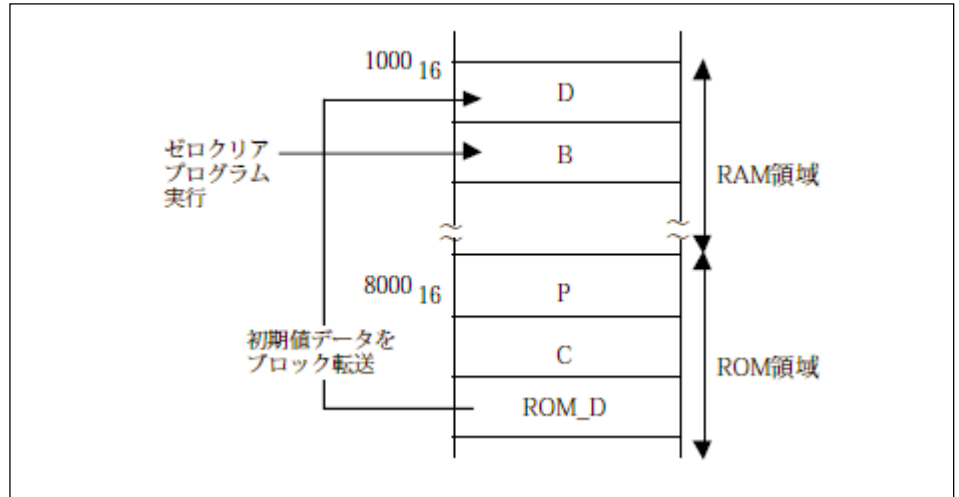 1000 16
D
ゼロクリア
プログラム
実行
B
RAM領域
8000 16
P
初期値データを
ブロック転送
C
ROM領域
ROM_D